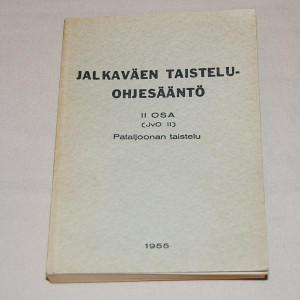 JALKAVÄEN TAISTELU-
OHJESÄÄNTÖ
II OSA
(JvO II)
Pataljoonan taistelu
1955